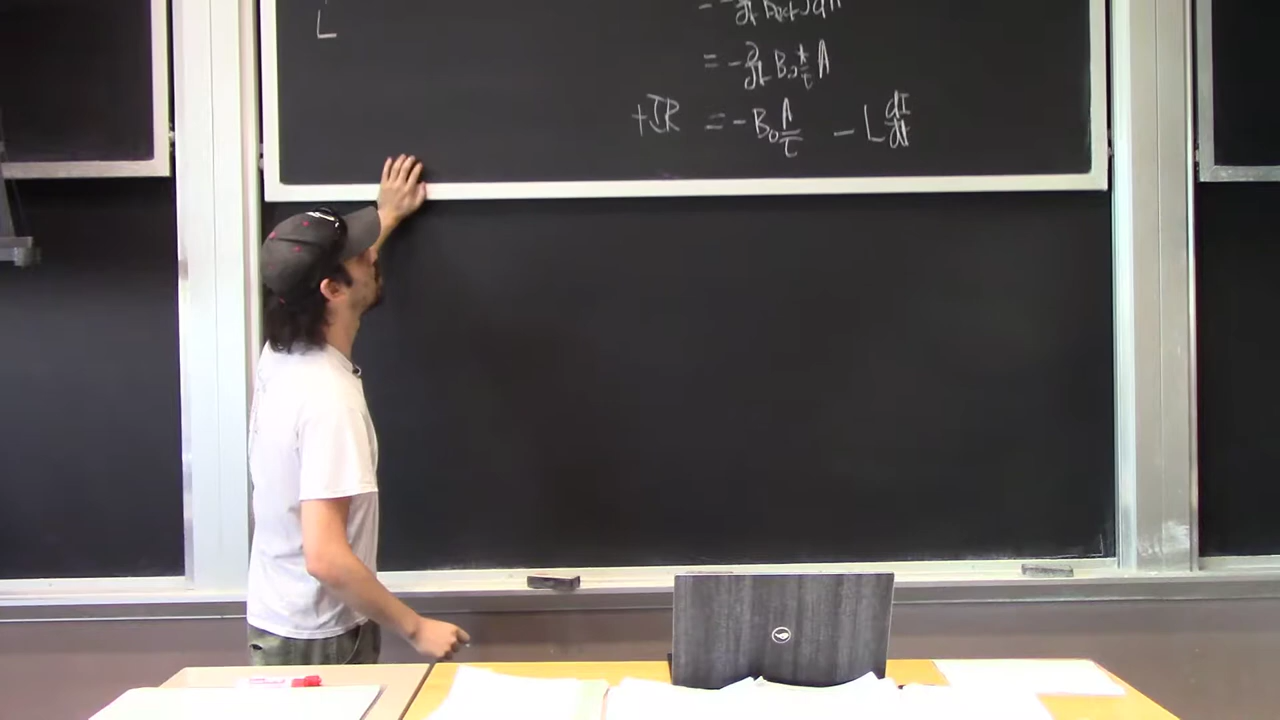 L
= -∂/∂t B₀ t/τ A
+IR = -B₀ A/τ - L dI/dt